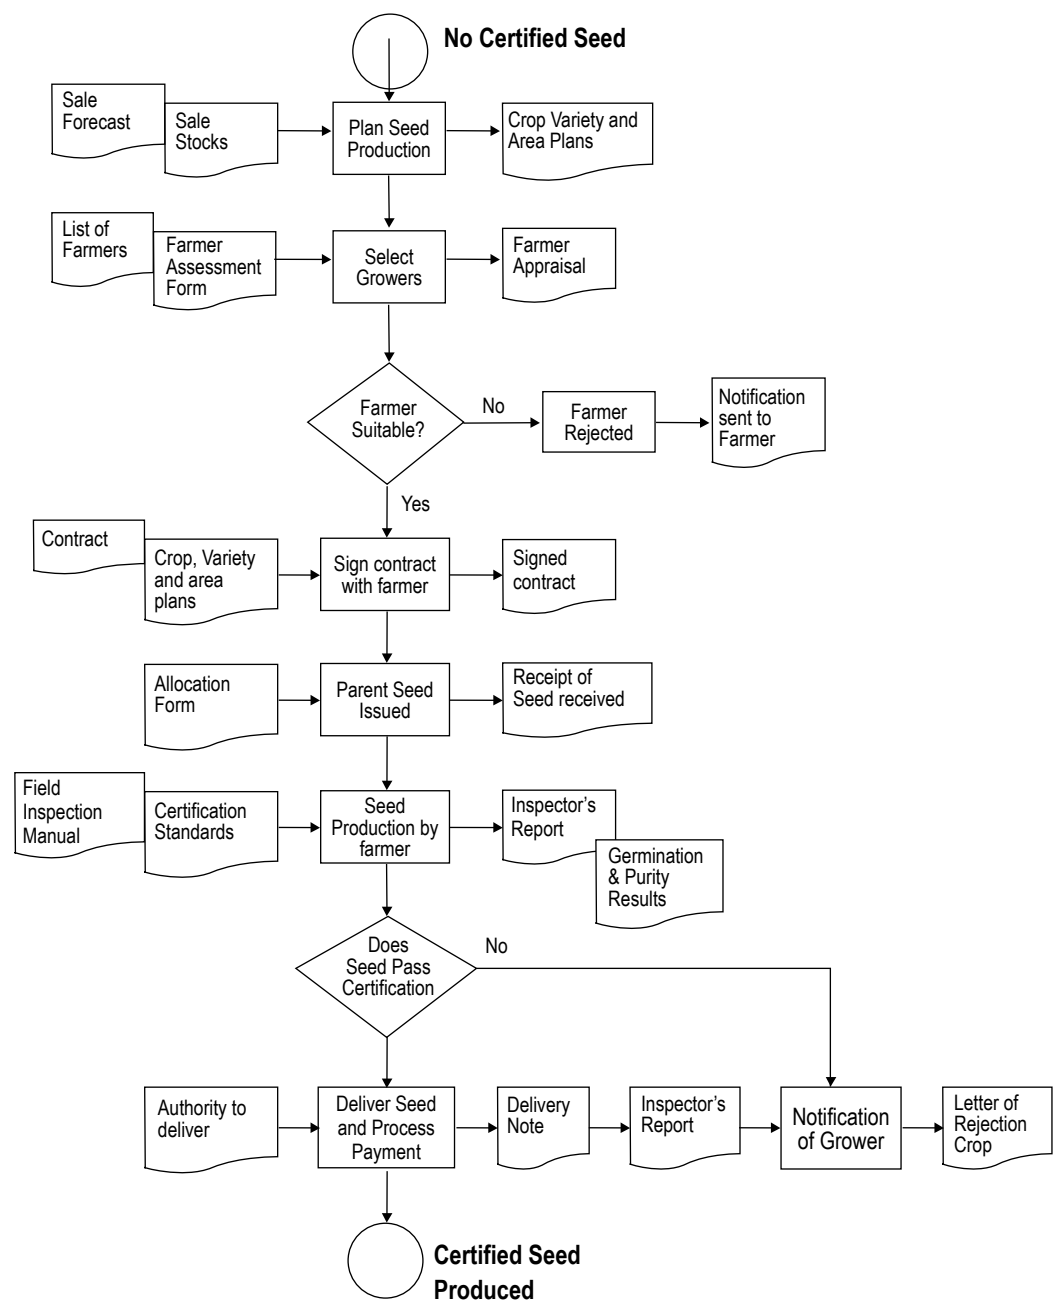 No Certified Seed
Sale
Forecast
Sale
Stocks
Plan Seed
Production
Crop Variety and
Area Plans
List of
Farmers
Farmer
Assessment
Form
Select
Growers
Farmer
Appraisal
Farmer
Suitable?
No
Farmer
Rejected
Notification
sent to
Farmer
Yes
Contract
Crop, Variety
and area
plans
Sign contract
with farmer
Signed
contract
Allocation
Form
Parent Seed
Issued
Receipt of
Seed received
Field
Inspection
Manual
Certification
Standards
Seed
Production by
farmer
Inspector’s
Report
Germination
& Purity
Results
Does
Seed Pass
Certification
No
Authority to
deliver
Deliver Seed
and Process
Payment
Delivery
Note
Inspector’s
Report
Notification
of Grower
Letter of
Rejection
Crop
Certified Seed
Produced